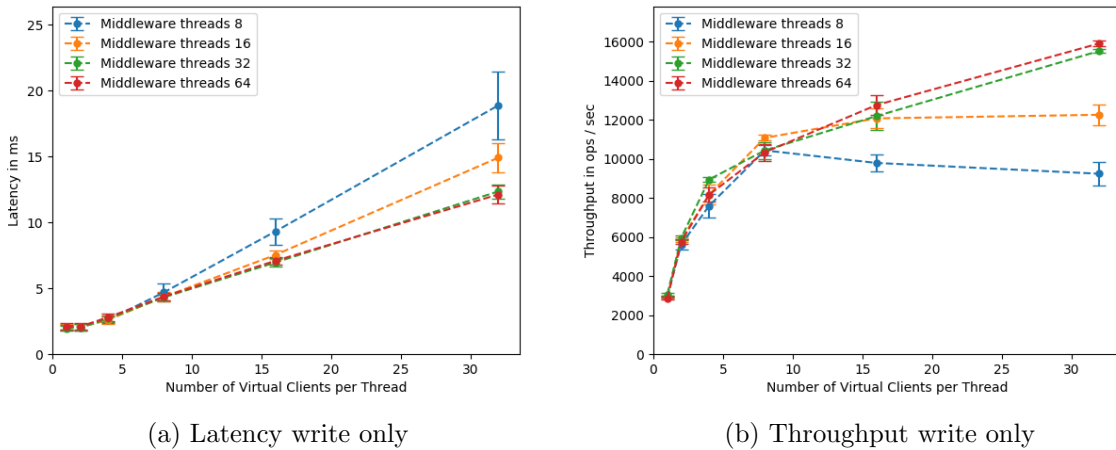 25
20
15
10
5
0
Latency in ms
Middleware threads 8
Middleware threads 16
Middleware threads 32
Middleware threads 64
0 5 10 15 20 25 30
Number of Virtual Clients per Thread
(a) Latency write only
16000
14000
12000
10000
8000
6000
4000
2000
0
Throughput in ops / sec
Middleware threads 8
Middleware threads 16
Middleware threads 32
Middleware threads 64
0 5 10 15 20 25 30
Number of Virtual Clients per Thread
(b) Throughput write only